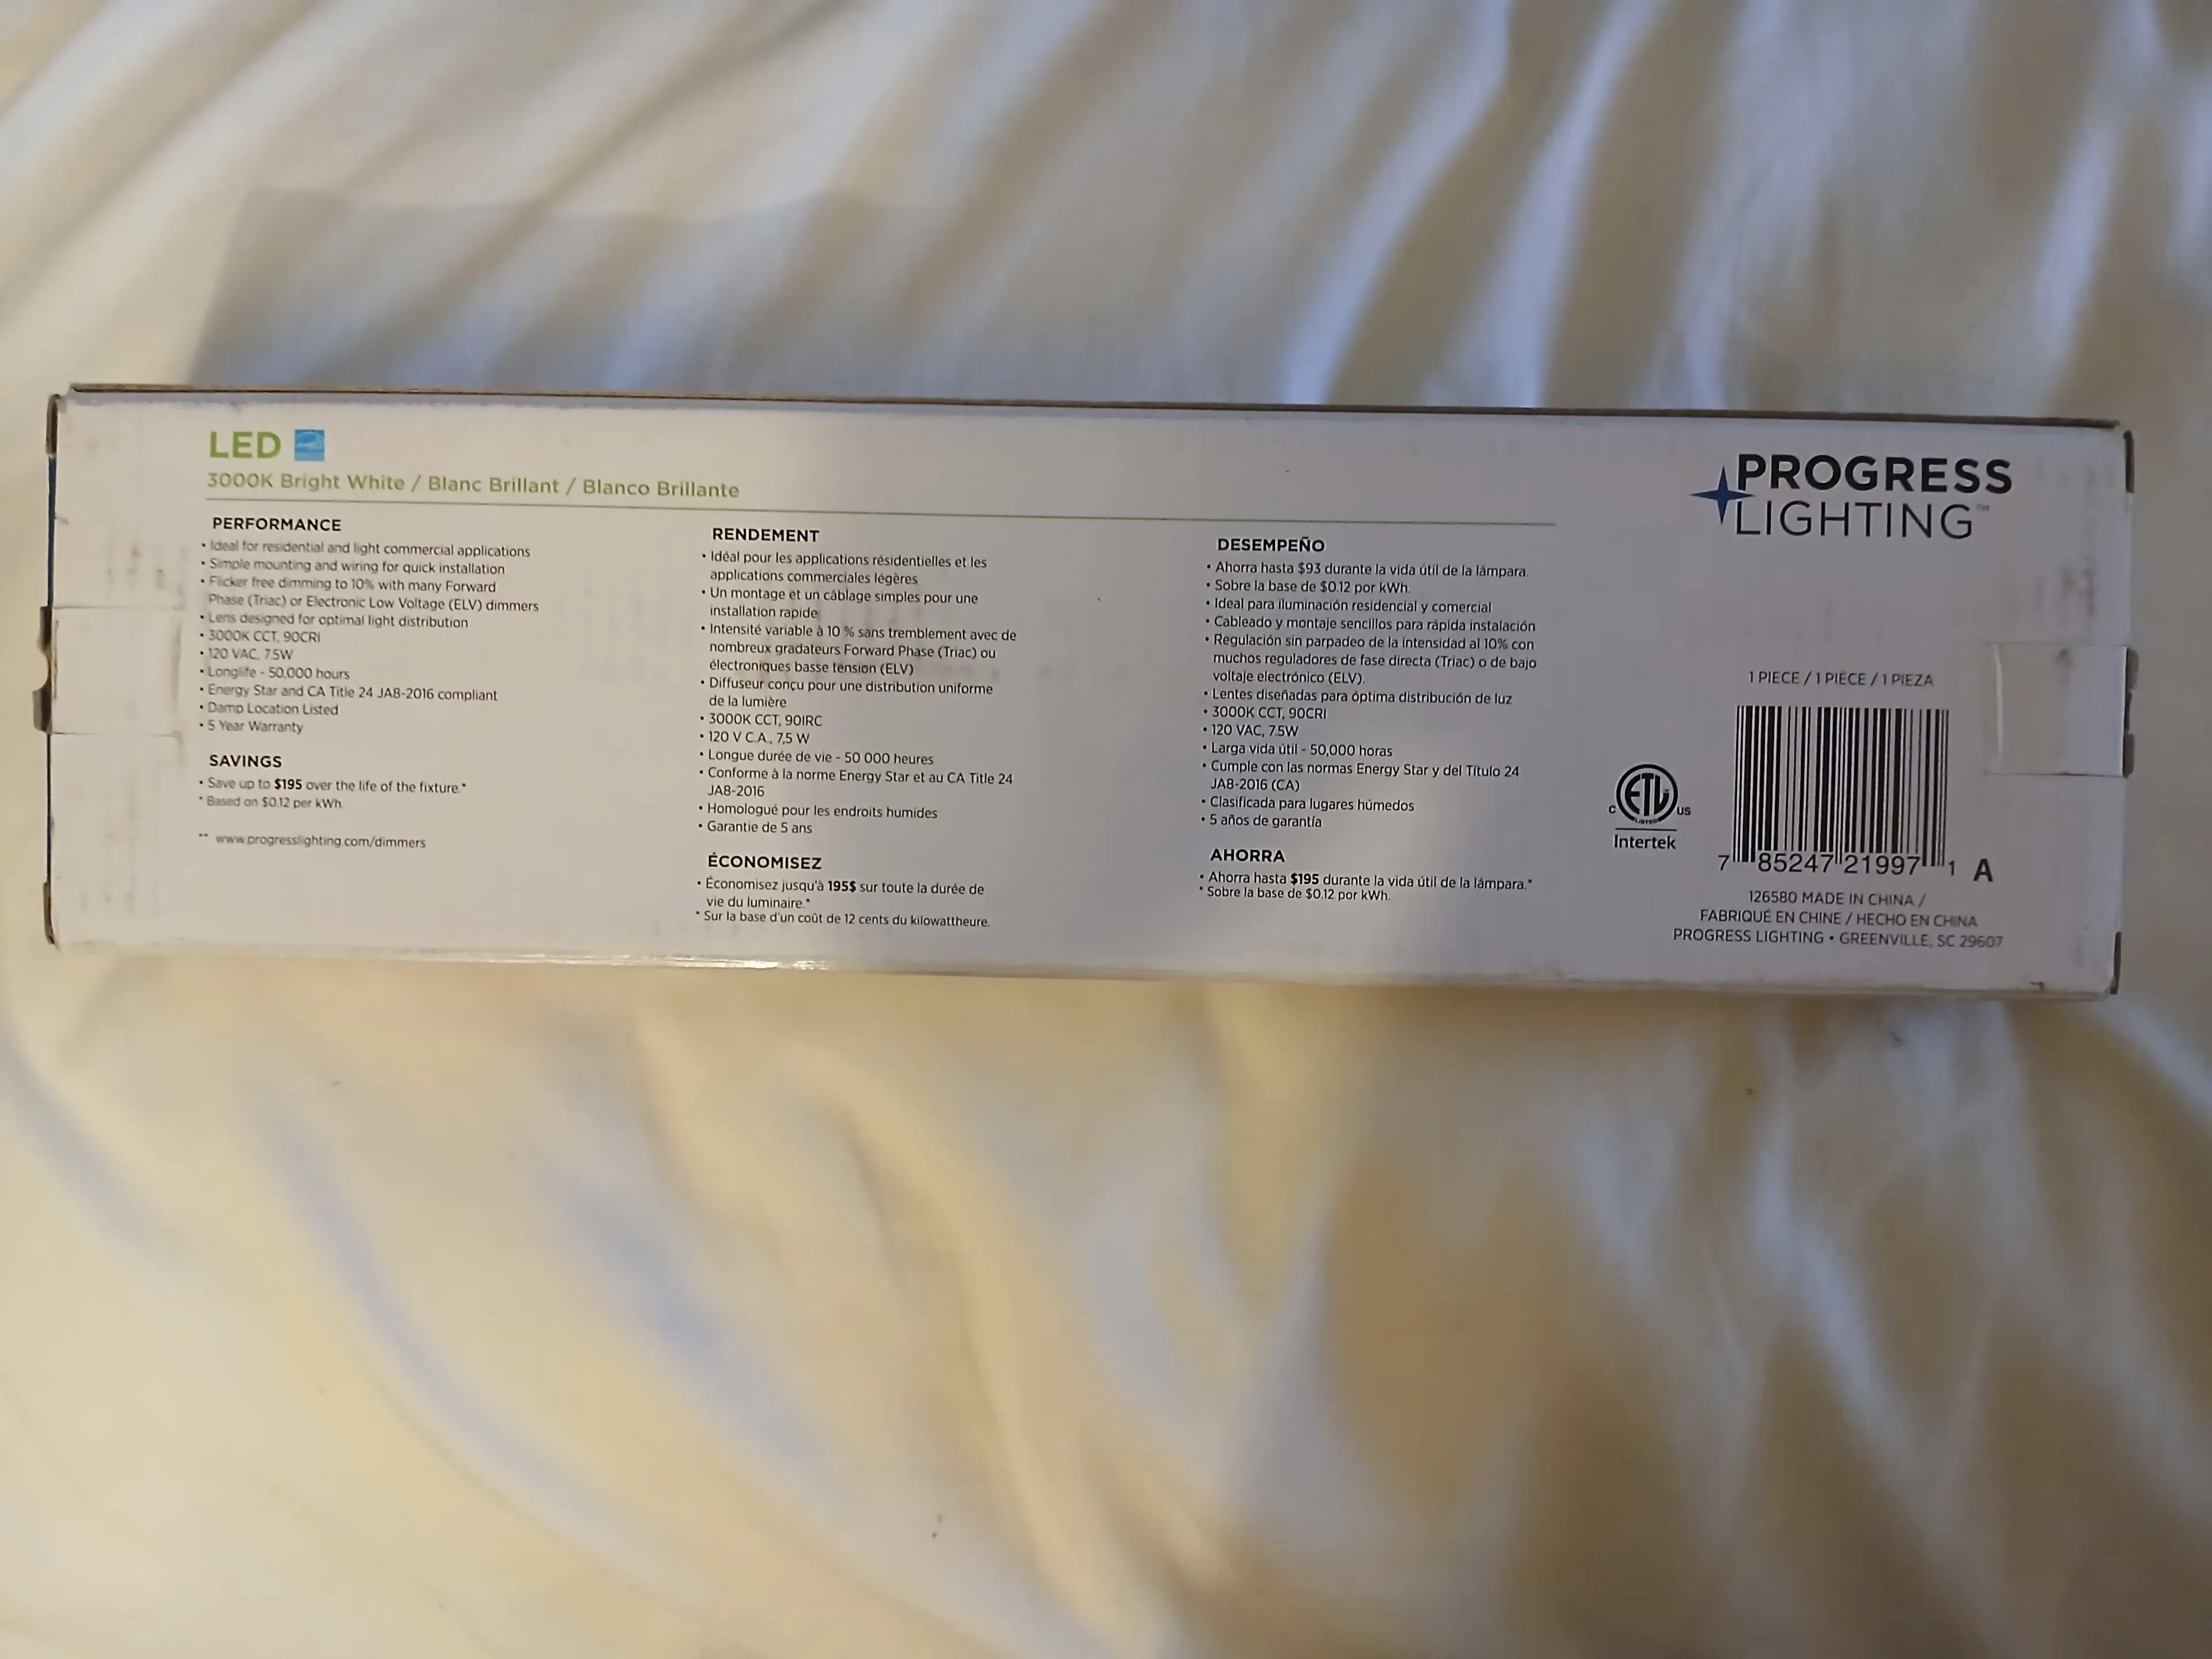 LED
3000K Bright White / Blanc Brillant / Blanco Brillante
PERFORMANCE
• Ideal for residential and light commercial applications
• Simple mounting and wiring for quick installation
• Flicker free dimming to 10% with many Forward
Phase (Triac) or Electronic Low Voltage (ELV) dimmers
• Lens designed for optimal light distribution
• 3000K CCT, 90CRI
• 120 VAC, 7.5W
• Longlife - 50,000 hours
• Energy Star and CA Title 24 JA8-2016 compliant
• Damp Location Listed
• 5 Year Warranty
SAVINGS
• Save up to $195 over the life of the fixture.*
* Based on $0.12 per kWh.
** www.progresslighting.com/dimmers
RENDEMENT
• Idéal pour les applications résidentielles et les
applications commerciales légères
• Un montage et un câblage simples pour une
installation rapide
• Intensité variable à 10 % sans tremblement avec de
nombreux gradateurs Forward Phase (Triac) ou
électroniques basse tension (ELV)
• Diffuseur conçu pour une distribution uniforme
de la lumière
• 3000K CCT, 90IRC
• 120 V C.A., 7,5 W
• Longue durée de vie - 50 000 heures
• Conforme à la norme Energy Star et au CA Title 24
JA8-2016
• Homologué pour les endroits humides
• Garantie de 5 ans
ÉCONOMISEZ
• Économisez jusqu'à 195$ sur toute la durée de
vie du luminaire.*
* Sur la base d'un coût de 12 cents du kilowattheure.
DESEMPEÑO
• Ahorra hasta $93 durante la vida útil de la lámpara.
• Sobre la base de $0.12 por kWh.
• Ideal para iluminación residencial y comercial
• Cableado y montaje sencillos para rápida instalación
• Regulación sin parpadeo de la intensidad al 10% con
muchos reguladores de fase directa (Triac) o de bajo
voltaje electrónico (ELV).
• Lentes diseñadas para óptima distribución de luz
• 3000K CCT, 90CRI
• 120 VAC, 7.5W
• Larga vida útil - 50,000 horas
• Cumple con las normas Energy Star y del Título 24
JA8-2016 (CA)
• Clasificada para lugares húmedos
• 5 años de garantía
AHORRA
• Ahorra hasta $195 durante la vida útil de la lámpara.*
* Sobre la base de $0.12 por kWh.
PROGRESS
LIGHTING™
1 PIECE / 1 PIÈCE / 1 PIEZA
C ETL US
LISTED
Intertek
7 85247 21997 1 A
126580 MADE IN CHINA /
FABRIQUÉ EN CHINE / HECHO EN CHINA
PROGRESS LIGHTING • GREENVILLE, SC 29607